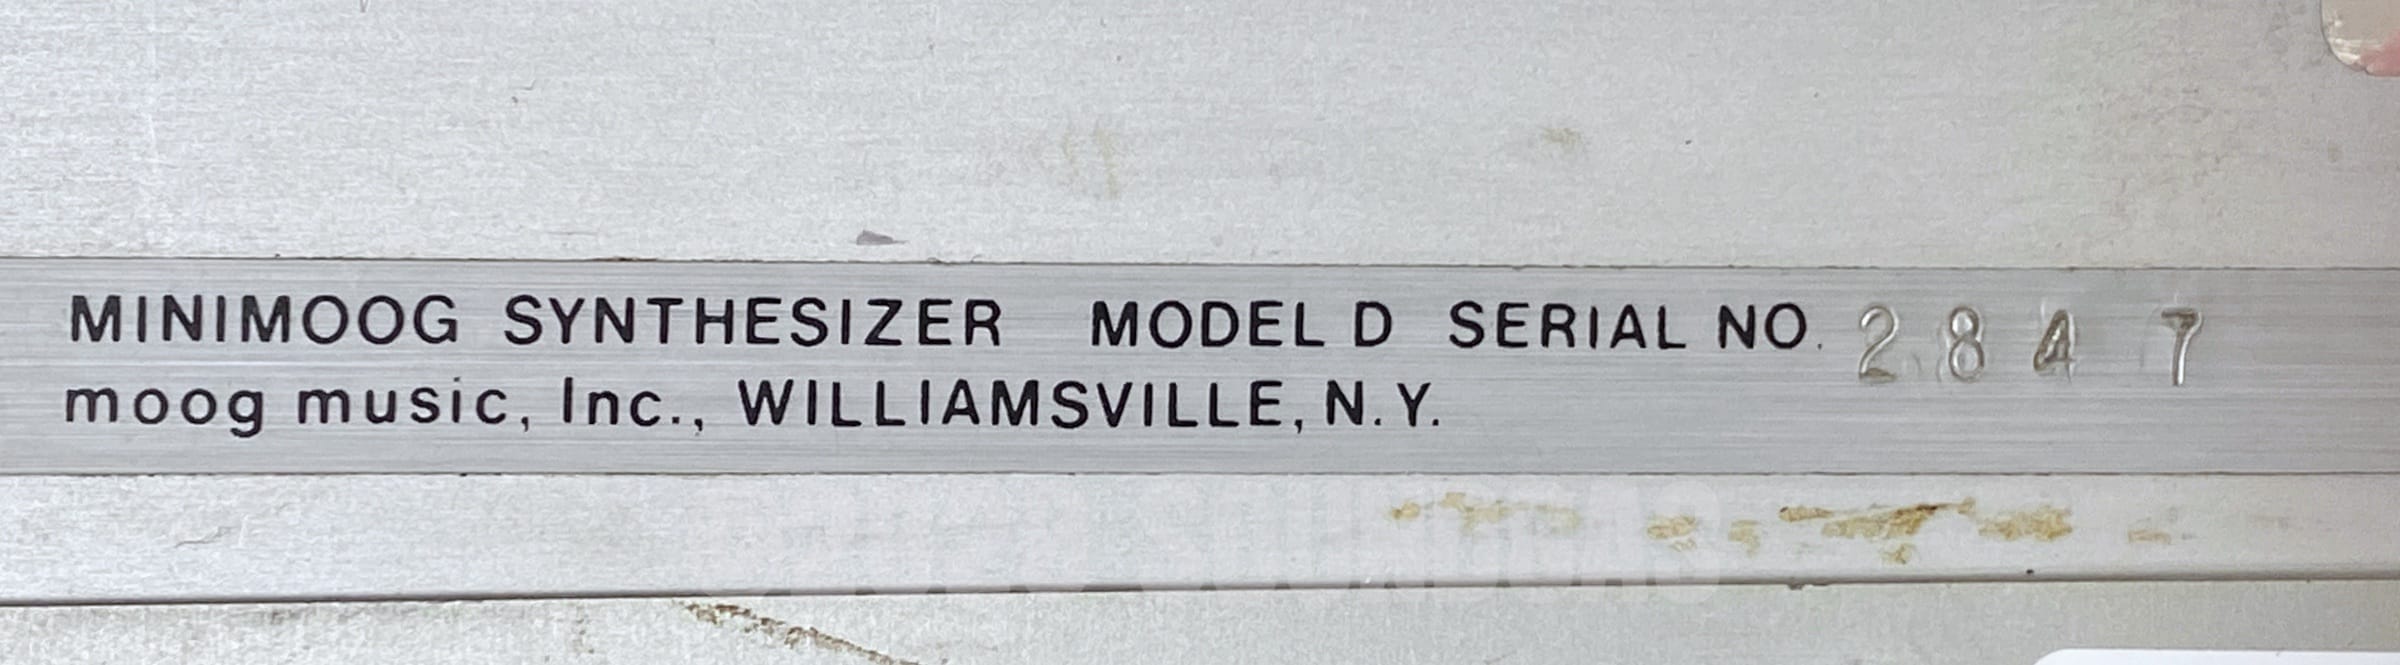 MINIMOOG SYNTHESIZER MODEL D SERIAL NO. 2847
moog music, Inc., WILLIAMSVILLE, N.Y.